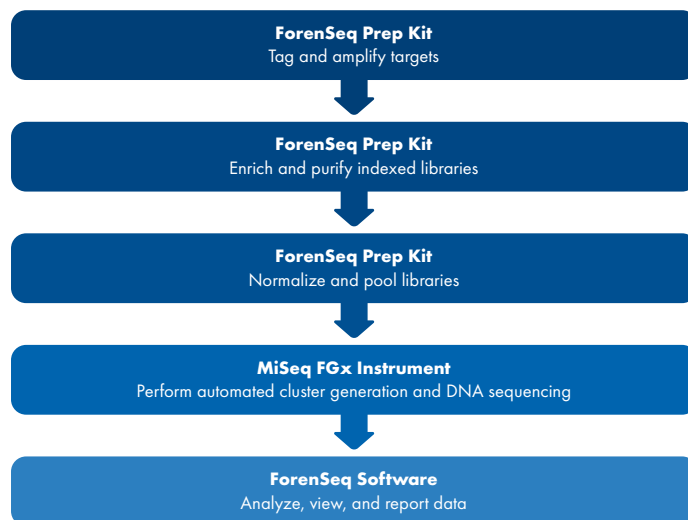 ForenSeq Prep Kit
Tag and amplify targets
ForenSeq Prep Kit
Enrich and purify indexed libraries
ForenSeq Prep Kit
Normalize and pool libraries
MiSeq FGx Instrument
Perform automated cluster generation and DNA sequencing
ForenSeq Software
Analyze, view, and report data